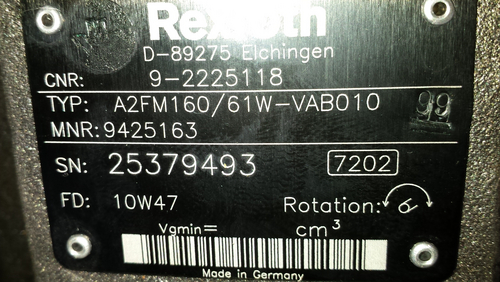 Rexroth
D-89275 Elchingen
CNR: 9-2225118
TYP: A2FM160/61W-VAB010
MNR: 9425163
SN: 25379493 7202
FD: 10W47 Rotation:
Vgmin= cm³
Made in Germany